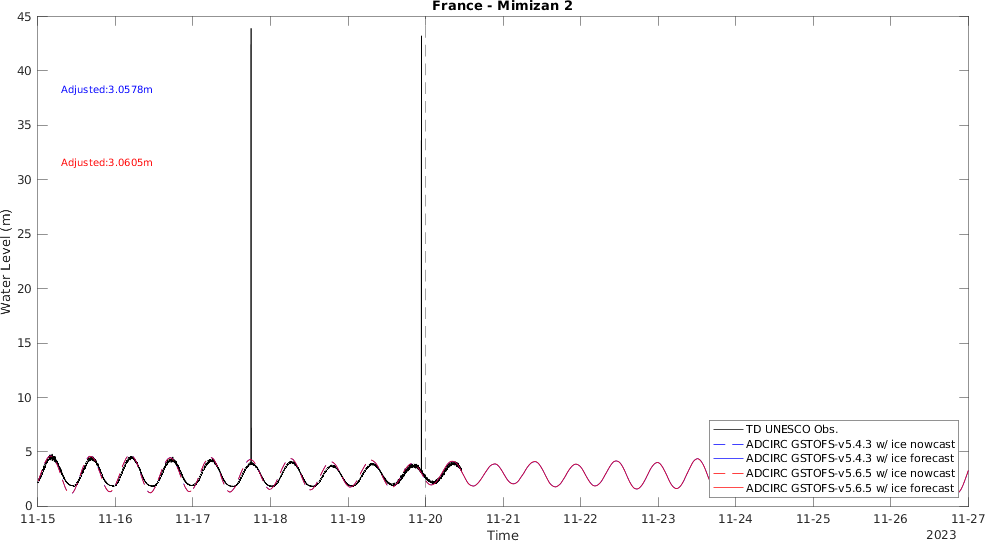 France - Mimizan 2
45
40
35
30
25
20
15
10
5
0
Water Level (m)
Adjusted:3.0578m
Adjusted:3.0605m
TD UNESCO Obs.
ADCIRC GSTOFS-v5.4.3 w/ ice nowcast
ADCIRC GSTOFS-v5.4.3 w/ ice forecast
ADCIRC GSTOFS-v5.6.5 w/ ice nowcast
ADCIRC GSTOFS-v5.6.5 w/ ice forecast
11-15 11-16 11-17 11-18 11-19 11-20 11-21 11-22 11-23 11-24 11-25 11-26 11-27
Time
2023